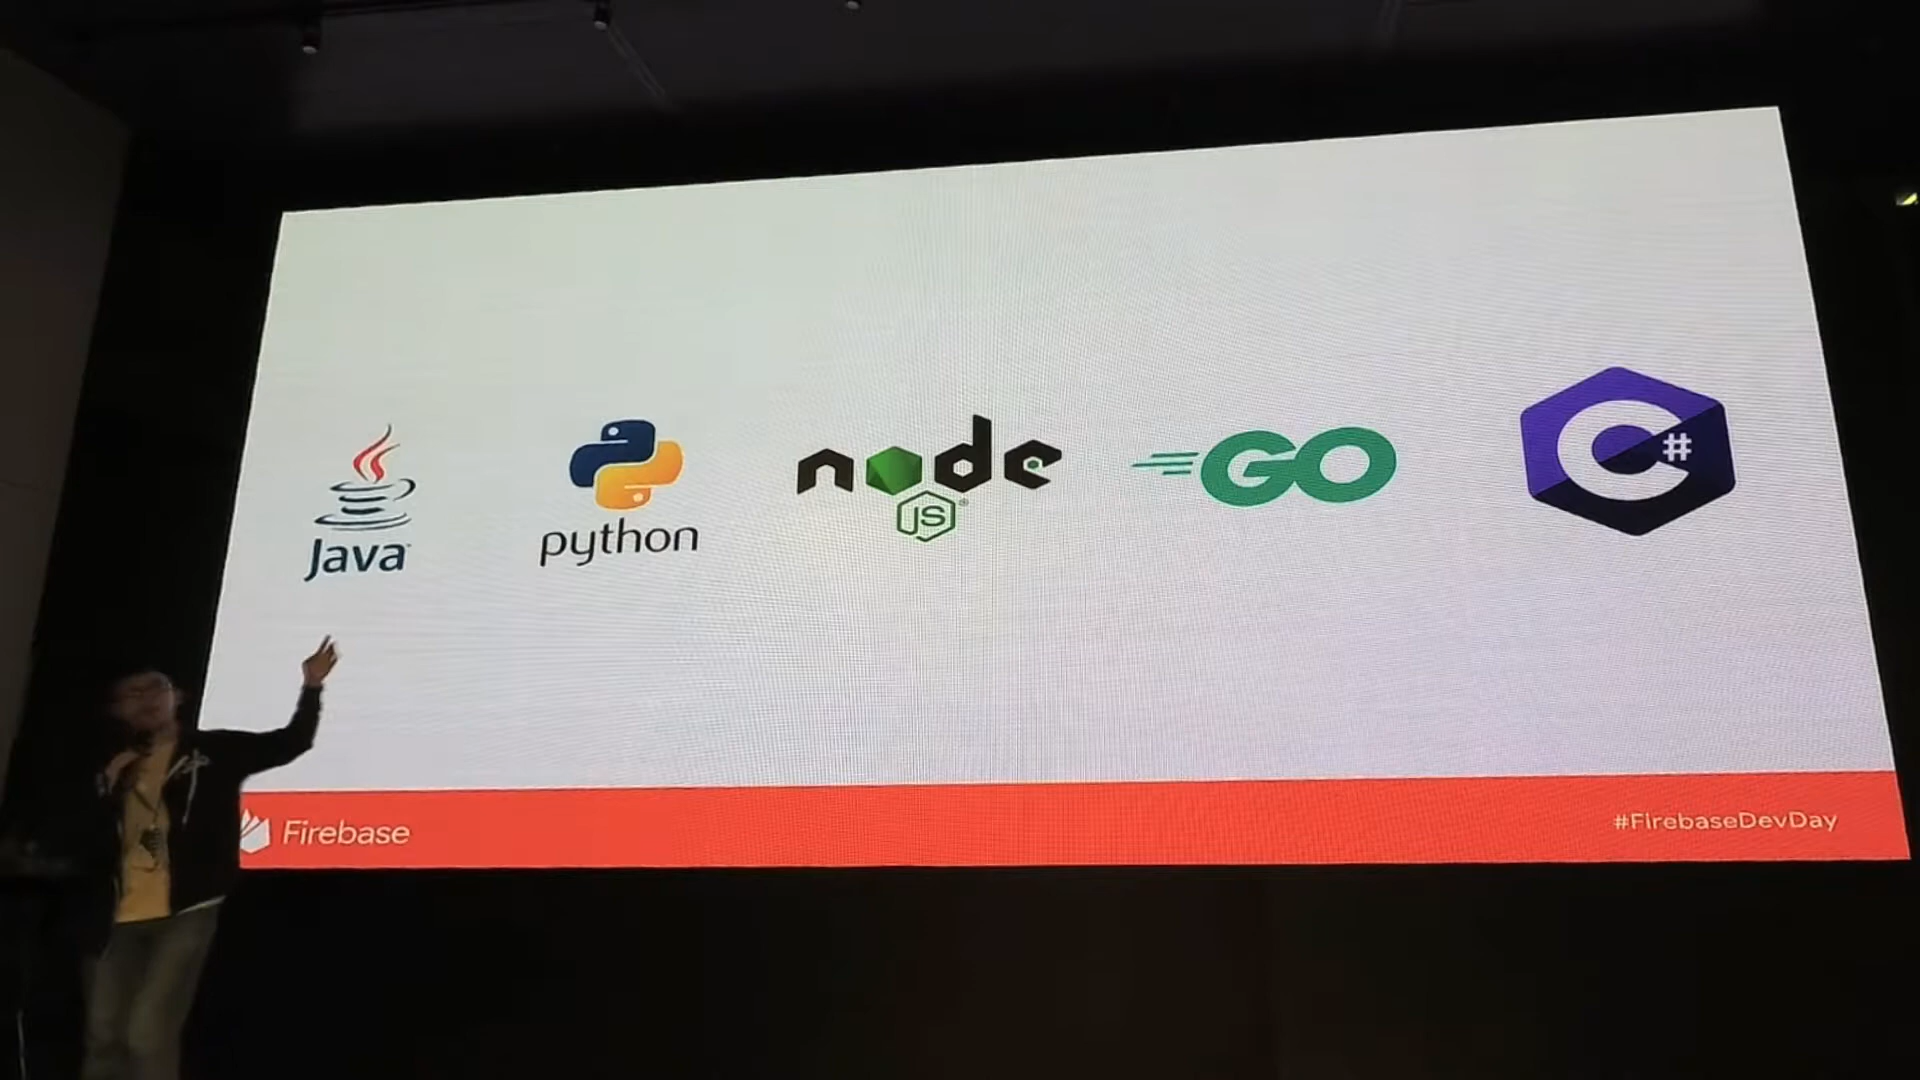 Java
python
node
JS
GO
C#
Firebase
#FirebaseDevDay